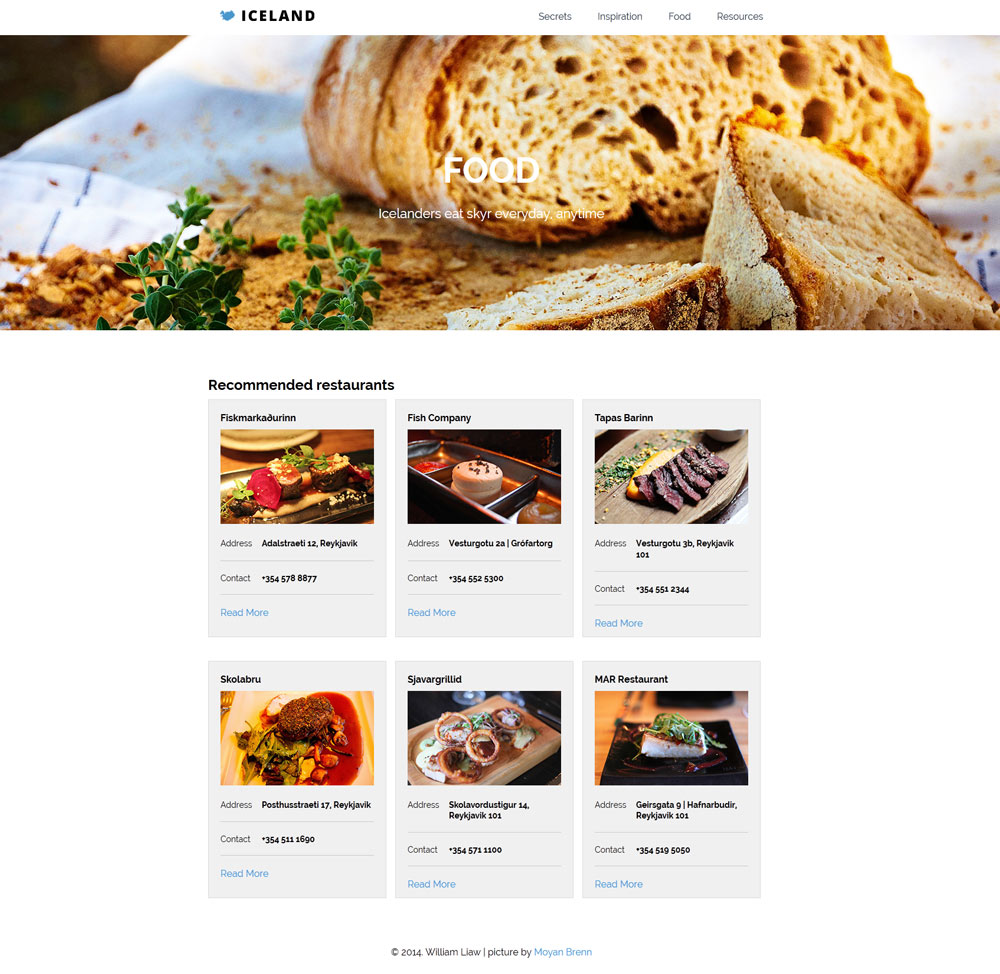 ICELAND
Secrets Inspiration Food Resources
FOOD
Icelanders eat skyr everyday, anytime
Recommended restaurants
Fiskmarkaðurinn
Address Adalstraeti 12, Reykjavik
Contact +354 578 8877
Read More
Fish Company
Address Vesturgotu 2a | Grófartorg
Contact +354 552 5300
Read More
Tapas Barinn
Address Vesturgotu 3b, Reykjavik
101
Contact +354 551 2344
Read More
Skolabru
Address Posthusstraeti 17, Reykjavik
Contact +354 511 1690
Read More
Sjavargrillid
Address Skolavordustigur 14,
Reykjavik 101
Contact +354 571 1100
Read More
MAR Restaurant
Address Geirsgata 9 | Hafnarbudir,
Reykjavik 101
Contact +354 519 5050
Read More
© 2014. William Liaw | picture by Moyan Brenn